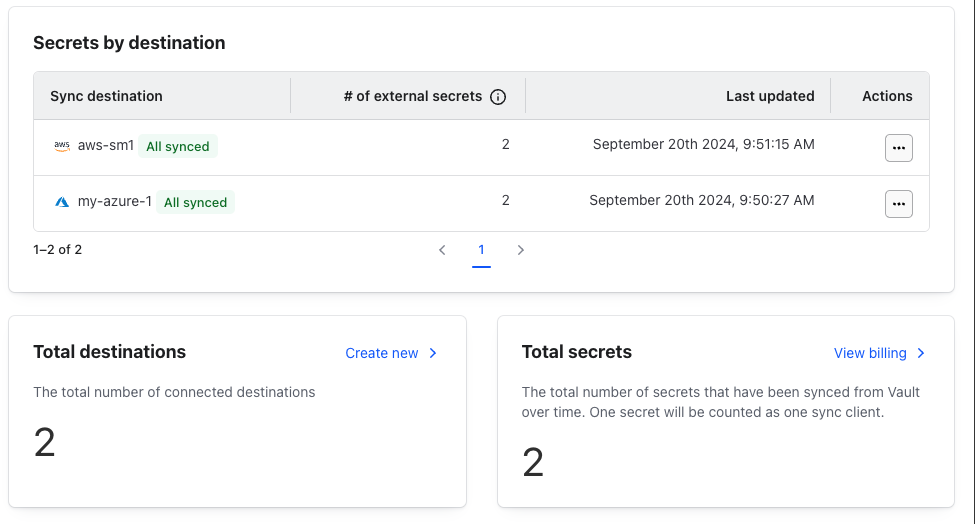 Secrets by destination
Sync destination # of external secrets Last updated Actions
aws aws-sm1 All synced 2 September 20th 2024, 9:51:15 AM
my-azure-1 All synced 2 September 20th 2024, 9:50:27 AM
1–2 of 2 1
Total destinations Create new
The total number of connected destinations
2
Total secrets View billing
The total number of secrets that have been synced from Vault
over time. One secret will be counted as one sync client.
2